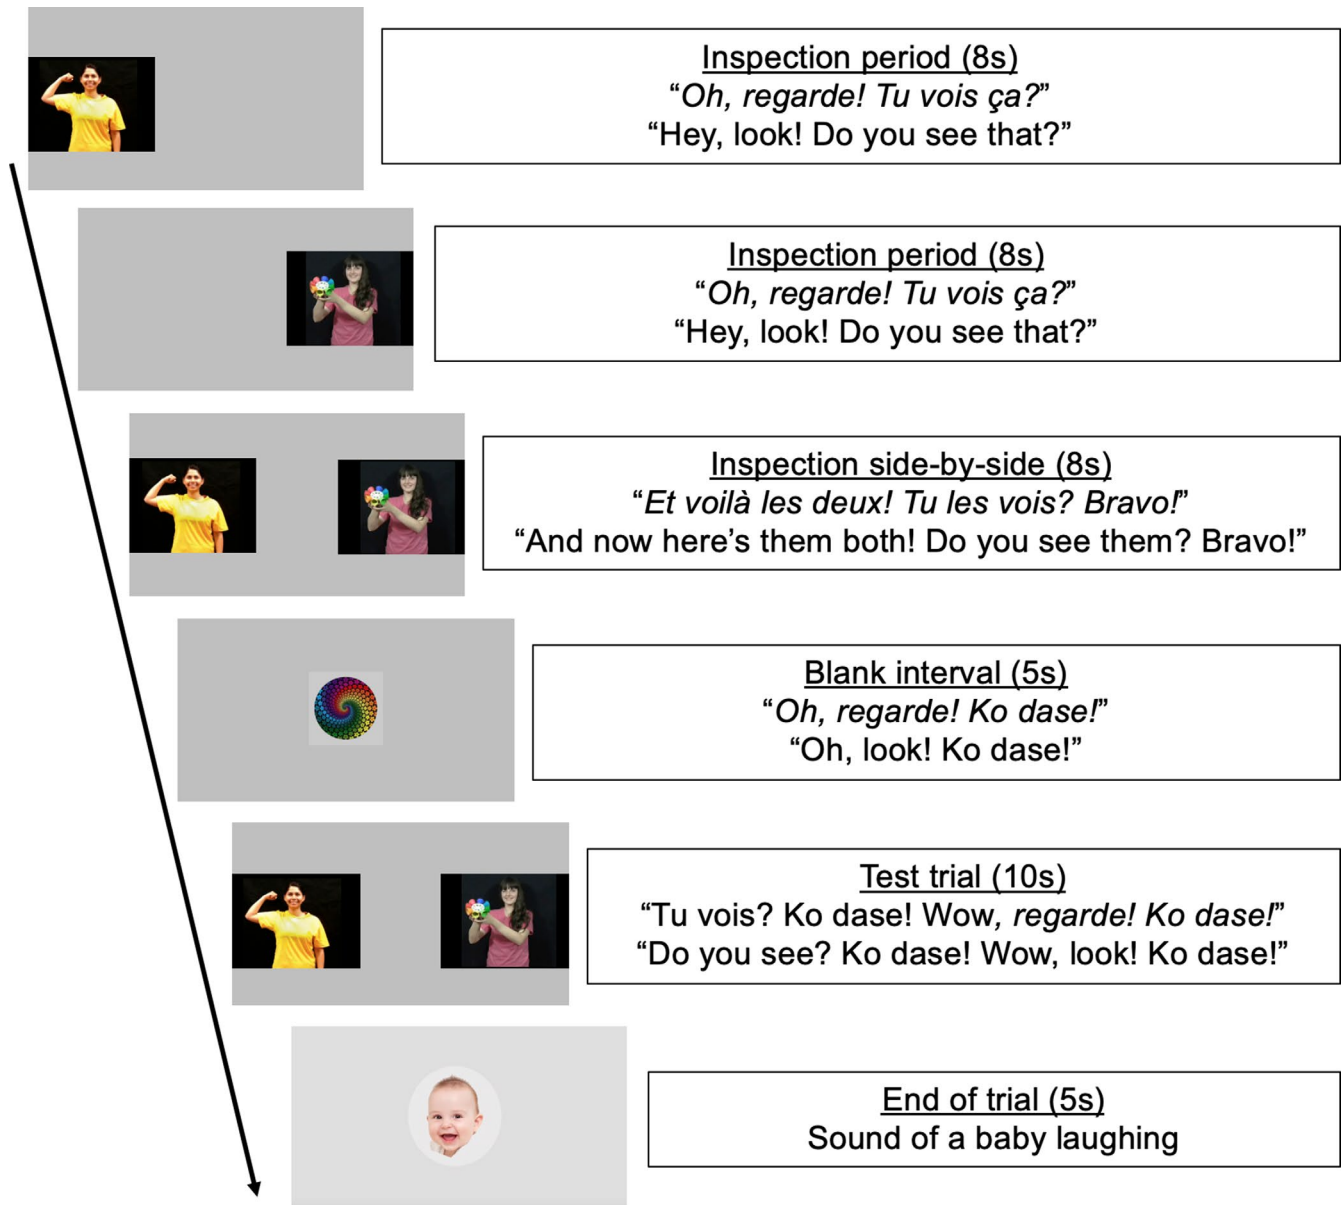 Inspection period (8s)
“Oh, regarde! Tu vois ça?”
“Hey, look! Do you see that?”
Inspection period (8s)
“Oh, regarde! Tu vois ça?”
“Hey, look! Do you see that?”
Inspection side-by-side (8s)
“Et voilà les deux! Tu les vois? Bravo!”
“And now here’s them both! Do you see them? Bravo!”
Blank interval (5s)
“Oh, regarde! Ko dase!”
“Oh, look! Ko dase!”
Test trial (10s)
“Tu vois? Ko dase! Wow, regarde! Ko dase!”
“Do you see? Ko dase! Wow, look! Ko dase!”
End of trial (5s)
Sound of a baby laughing